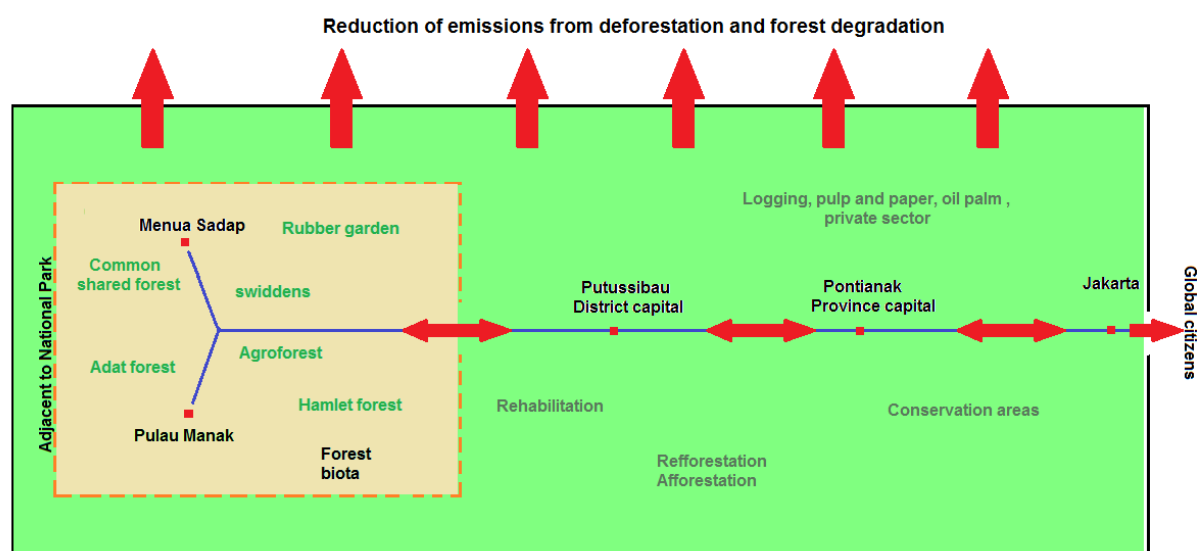 Reduction of emissions from deforestation and forest degradation
Logging, pulp and paper, oil palm ,
private sector
Menua Sadap
Rubber garden
Common
shared forest
swiddens
Putussibau
District capital
Pontianak
Province capital
Jakarta
Global citizens
Adjacent to National Park
Agroforest
Adat forest
Hamlet forest
Rehabilitation
Conservation areas
Pulau Manak
Forest
biota
Refforestation
Afforestation